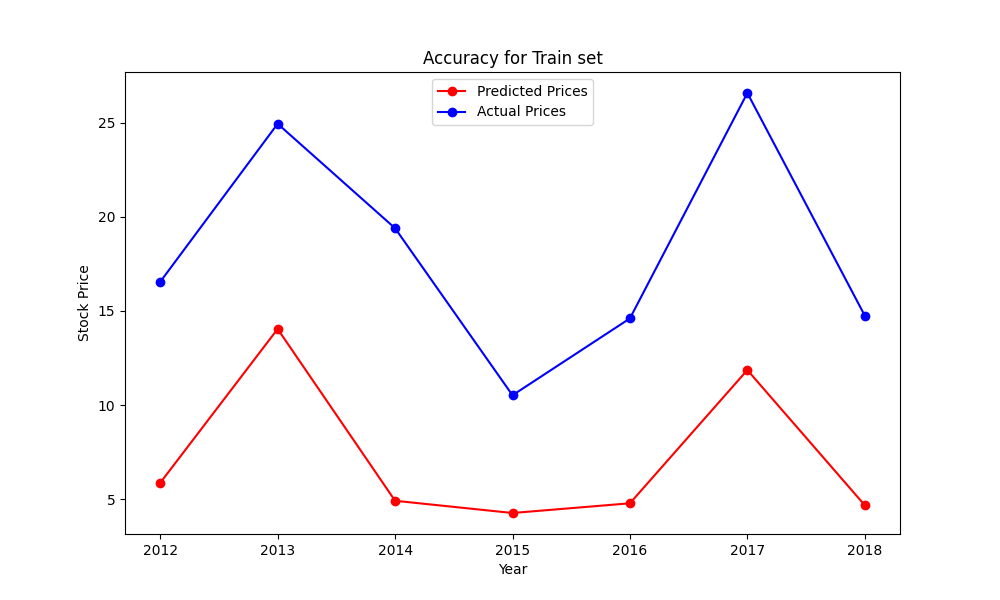 Accuracy for Train set
Predicted Prices
Actual Prices
Stock Price
25
20
15
10
5
2012 2013 2014 2015 2016 2017 2018
Year